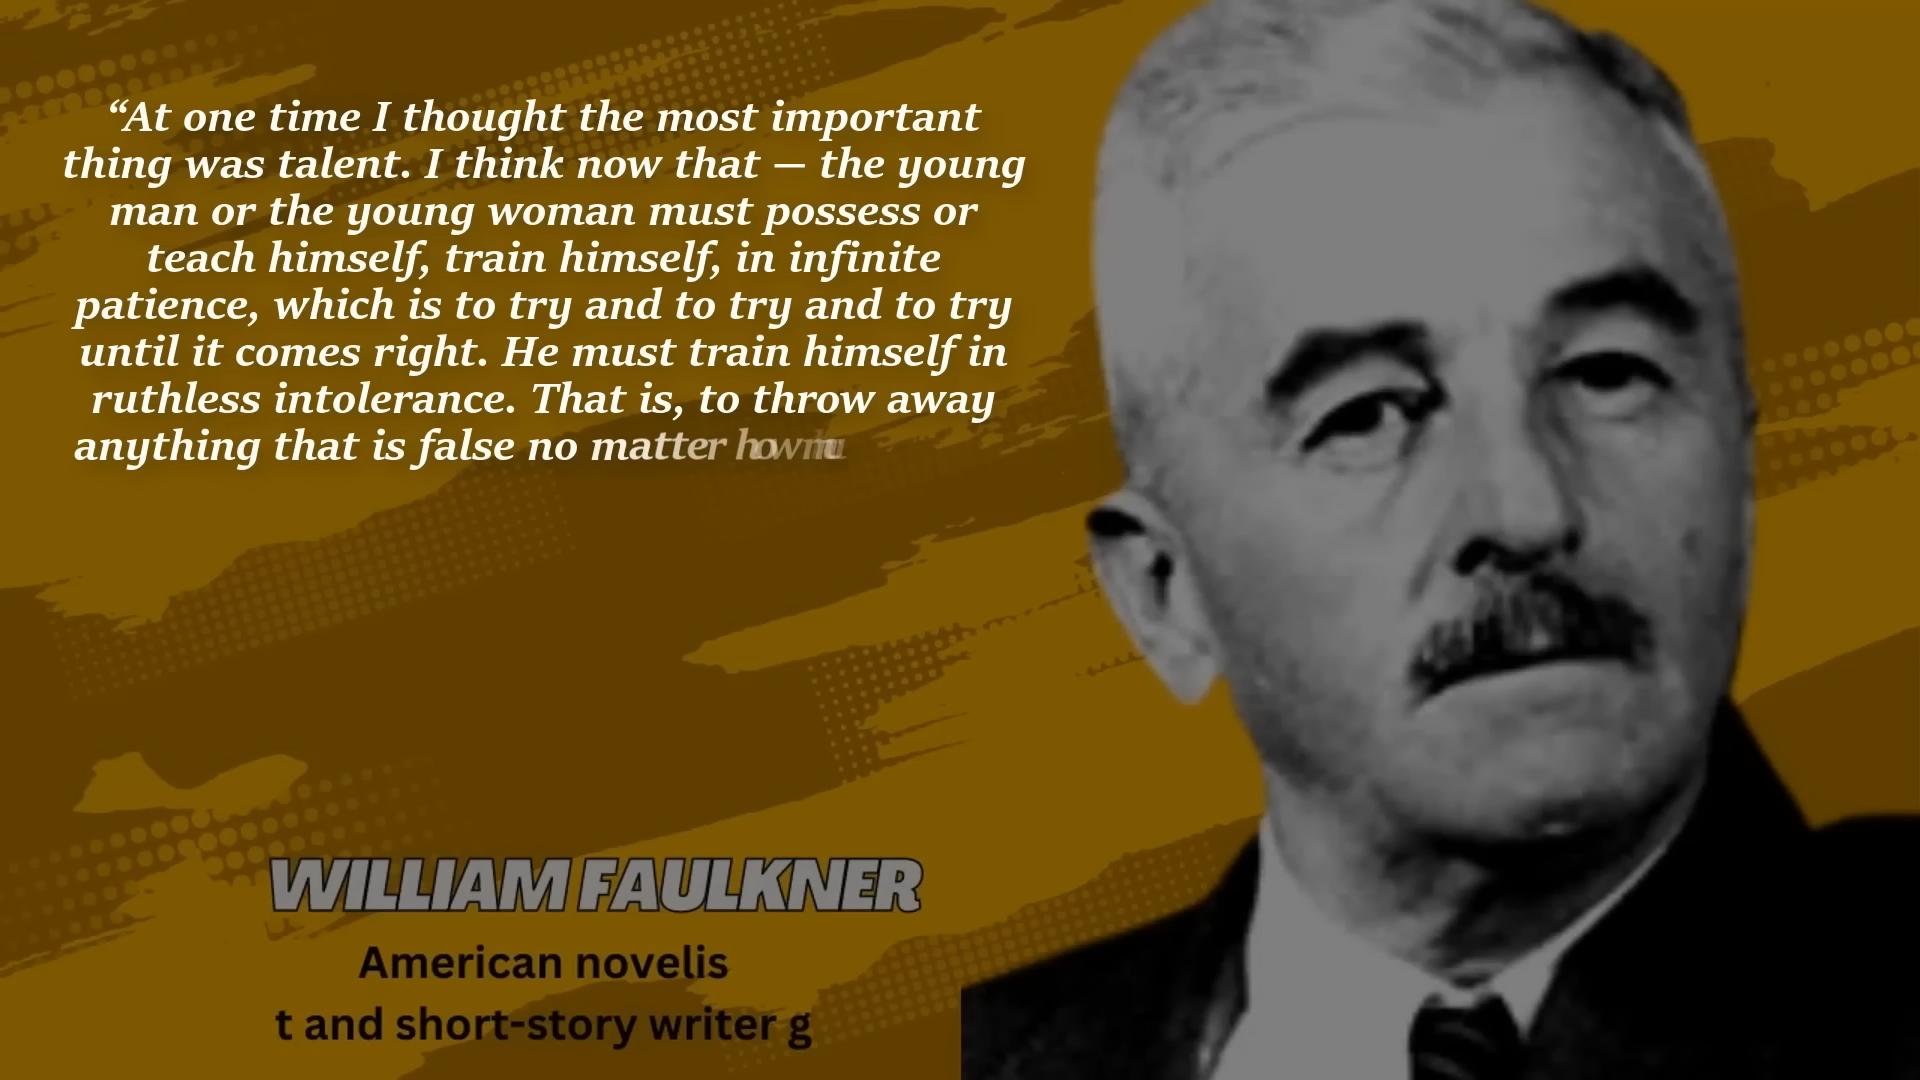 “At one time I thought the most important
thing was talent. I think now that — the young
man or the young woman must possess or
teach himself, train himself, in infinite
patience, which is to try and to try and to try
until it comes right. He must train himself in
ruthless intolerance. That is, to throw away
anything that is false no matter how
WILLIAM FAULKNER
American novelis
t and short-story writer g